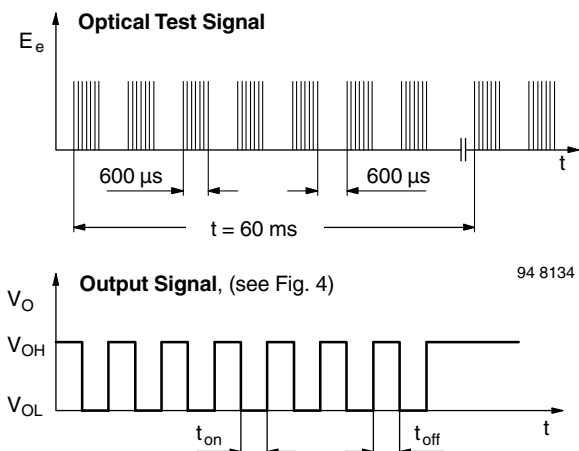 Optical Test Signal
E e
t
600 µs
600 µs
t = 60 ms
94 8134
Output Signal, (see Fig. 4)
VO
VOH
VOL
t
ton
toff